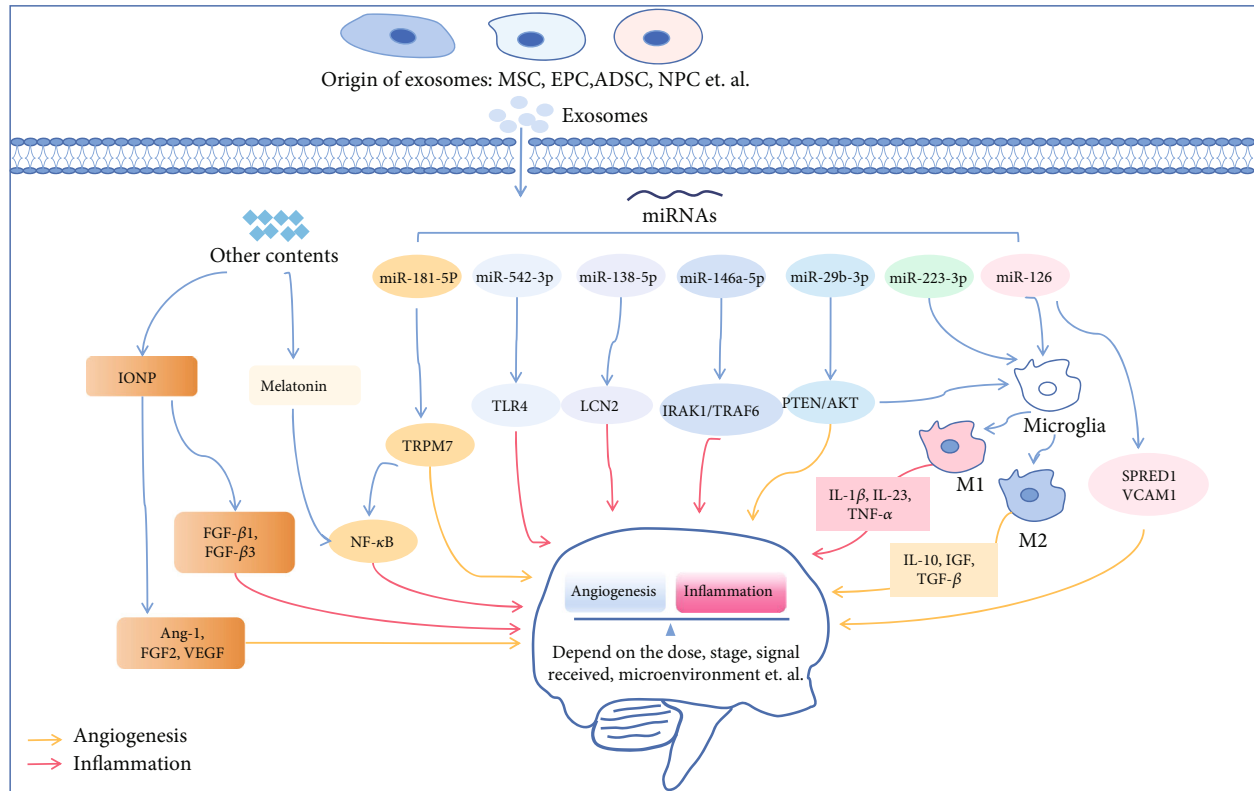 Origin of exosomes: MSC, EPC,ADSC, NPC et. al.
Exosomes
miRNAs
Other contents
miR-181-5P
miR-542-3p
miR-138-5p
miR-146a-5p
miR-29b-3p
miR-223-3p
miR-126
IONP
Melatonin
TLR4
LCN2
IRAK1/TRAF6
PTEN/AKT
Microglia
TRPM7
M1
SPRED1
VCAM1
IL-1β, IL-23,
TNF-α
FGF-β1,
FGF-β3
NF-κB
M2
IL-10, IGF,
TGF-β
Angiogenesis
Inflammation
Ang-1,
FGF2, VEGF
Depend on the dose, stage, signal
received, microenvironment et. al.
Angiogenesis
Inflammation